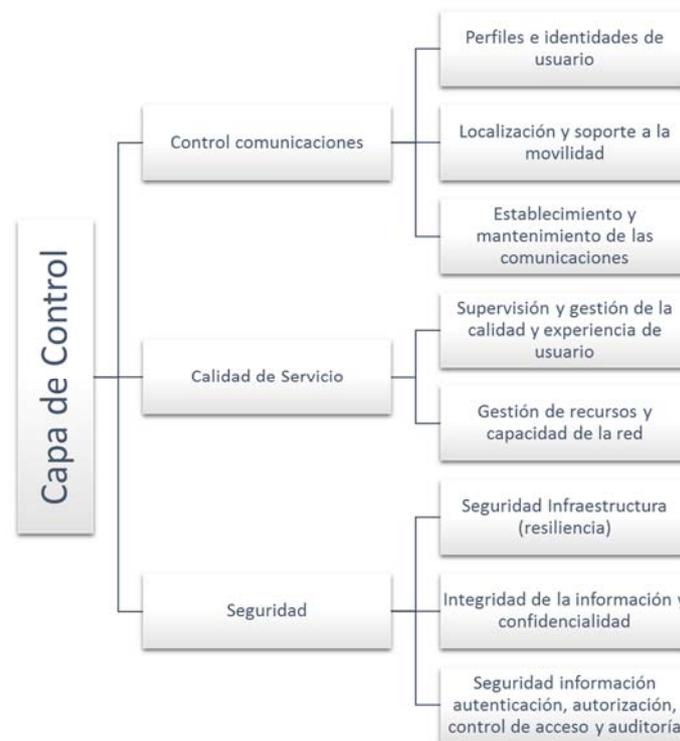 Capa de Control
Control comunicaciones
Perfiles e identidades de
usuario
Localización y soporte a la
movilidad
Establecimiento y
mantenimiento de las
comunicaciones
Calidad de Servicio
Supervisión y gestión de la
calidad y experiencia de
usuario
Gestión de recursos y
capacidad de la red
Seguridad
Seguridad Infraestructura
(resiliencia)
Integridad de la información y
confidencialidad
Seguridad información
autenticación, autorización,
control de acceso y auditoría